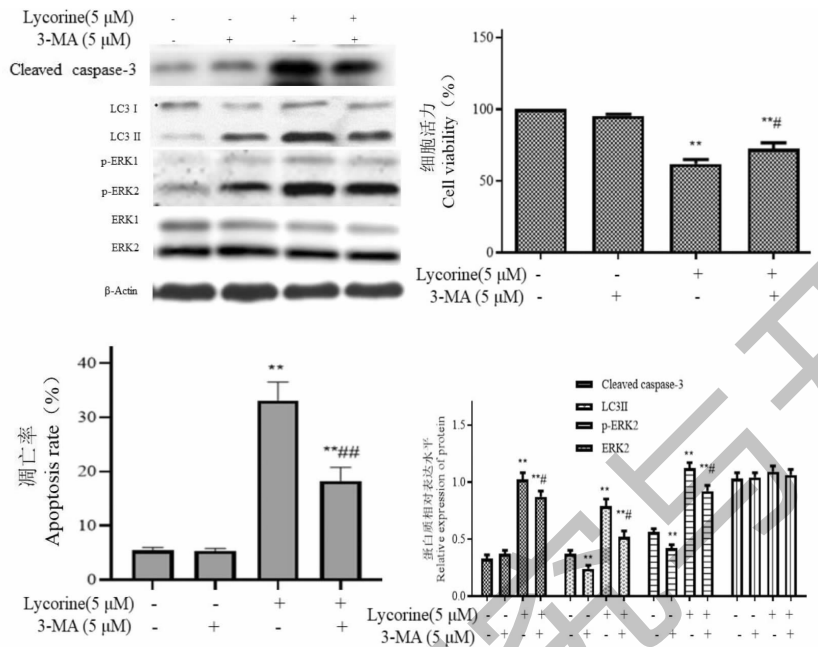 Lycorine(5 μM) - - + +
3-MA (5 μM) - + - +
Cleaved caspase-3
LC3 I
LC3 II
p-ERK1
p-ERK2
ERK1
ERK2
β-Actin
细胞活力
Cell viability（%）
150
100
50
0
**
**#
Lycorine(5 μM) - - + +
3-MA (5 μM) - + - +
凋亡率
Apoptosis rate（%）
40
30
20
10
0
**
**##
Lycorine(5 μM) - - + +
3-MA (5 μM) - + - +
Cleaved caspase-3
LC3II
p-ERK2
ERK2
蛋白质相对表达水平
Relative expression of protein
1.5
1.0
0.5
0.0
**
**#
**
**
**#
**
**
**#
Lycorine(5 μM) - - + + - - + + - - + + - - + +
3-MA (5 μM) - + - + - + - + - + - + - + - +
究与开